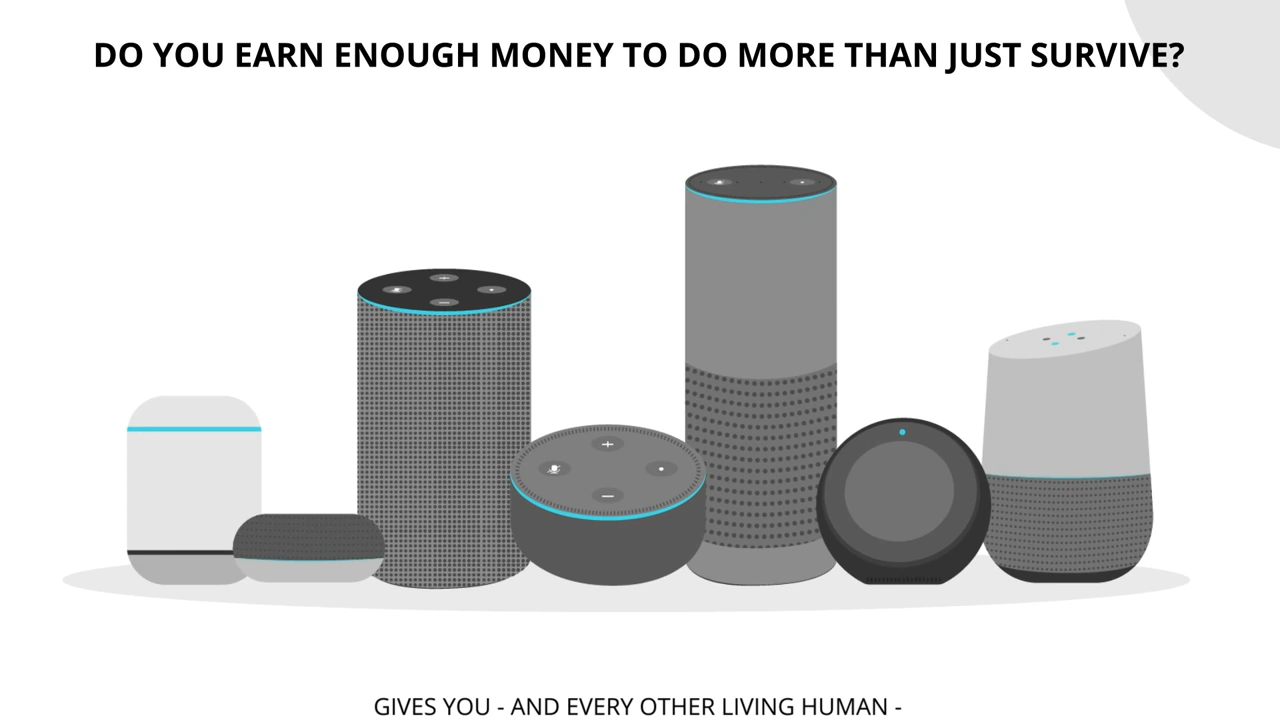 DO YOU EARN ENOUGH MONEY TO DO MORE THAN JUST SURVIVE?
GIVES YOU - AND EVERY OTHER LIVING HUMAN -